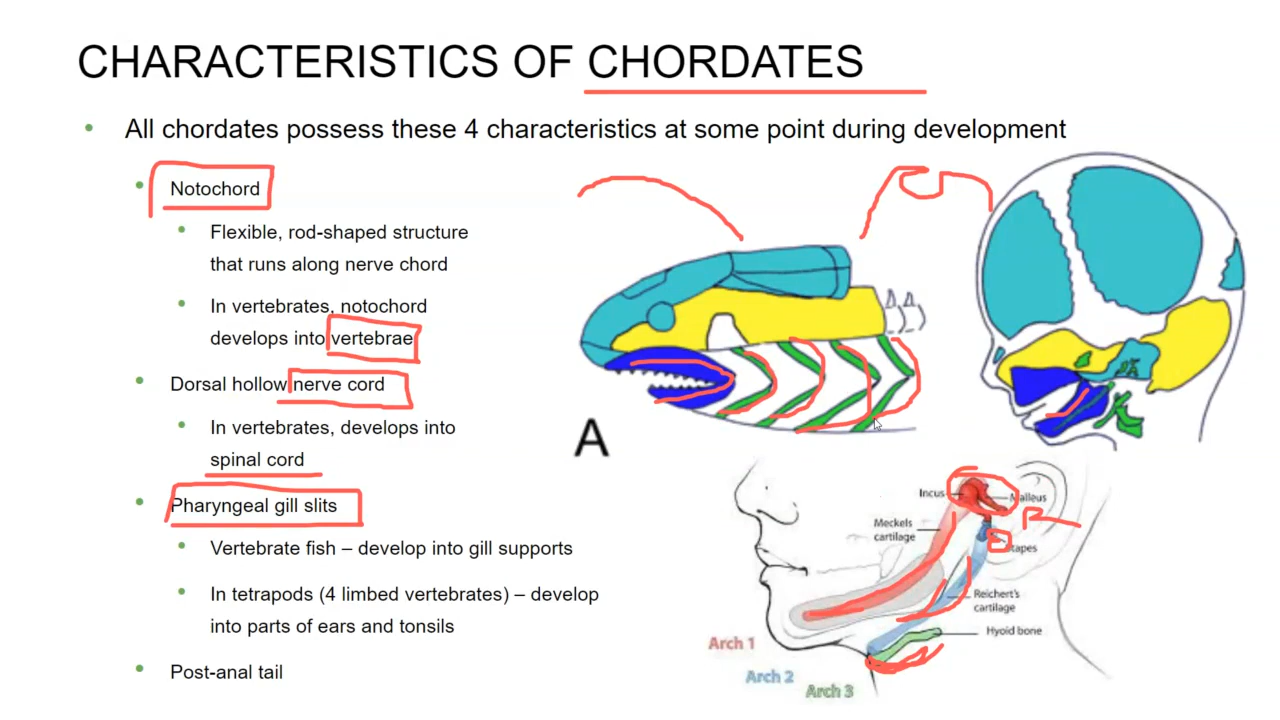 CHARACTERISTICS OF CHORDATES
All chordates possess these 4 characteristics at some point during development
Notochord
Flexible, rod-shaped structure
that runs along nerve chord
In vertebrates, notochord
develops into vertebrae
Dorsal hollow nerve cord
In vertebrates, develops into
spinal cord
Pharyngeal gill slits
Vertebrate fish – develop into gill supports
In tetrapods (4 limbed vertebrates) – develop
into parts of ears and tonsils
Post-anal tail
A
Incus
Malleus
Meckels
cartilage
Stapes
Reichert's
cartilage
Hyoid bone
Arch 1
Arch 2
Arch 3